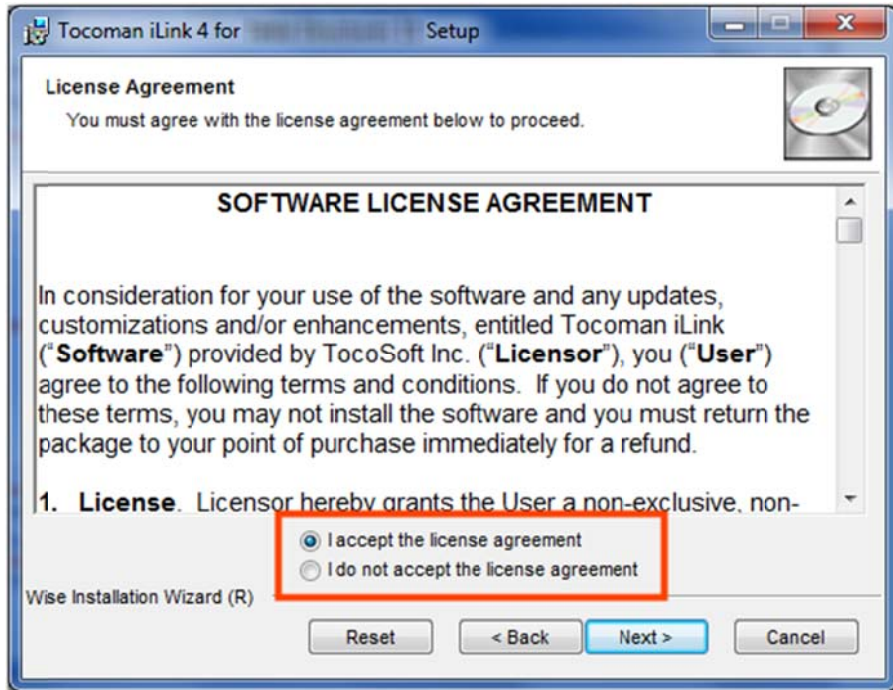 Tocoman iLink 4 for Setup
License Agreement
You must agree with the license agreement below to proceed.
SOFTWARE LICENSE AGREEMENT
In consideration for your use of the software and any updates,
customizations and/or enhancements, entitled Tocoman iLink
(“Software”) provided by TocoSoft Inc. (“Licensor”), you (“User”)
agree to the following terms and conditions.  If you do not agree to
these terms, you may not install the software and you must return the
package to your point of purchase immediately for a refund.
1.  License.  Licensor hereby grants the User a non-exclusive, non-
I accept the license agreement
I do not accept the license agreement
Wise Installation Wizard (R)
Reset
< Back
Next >
Cancel